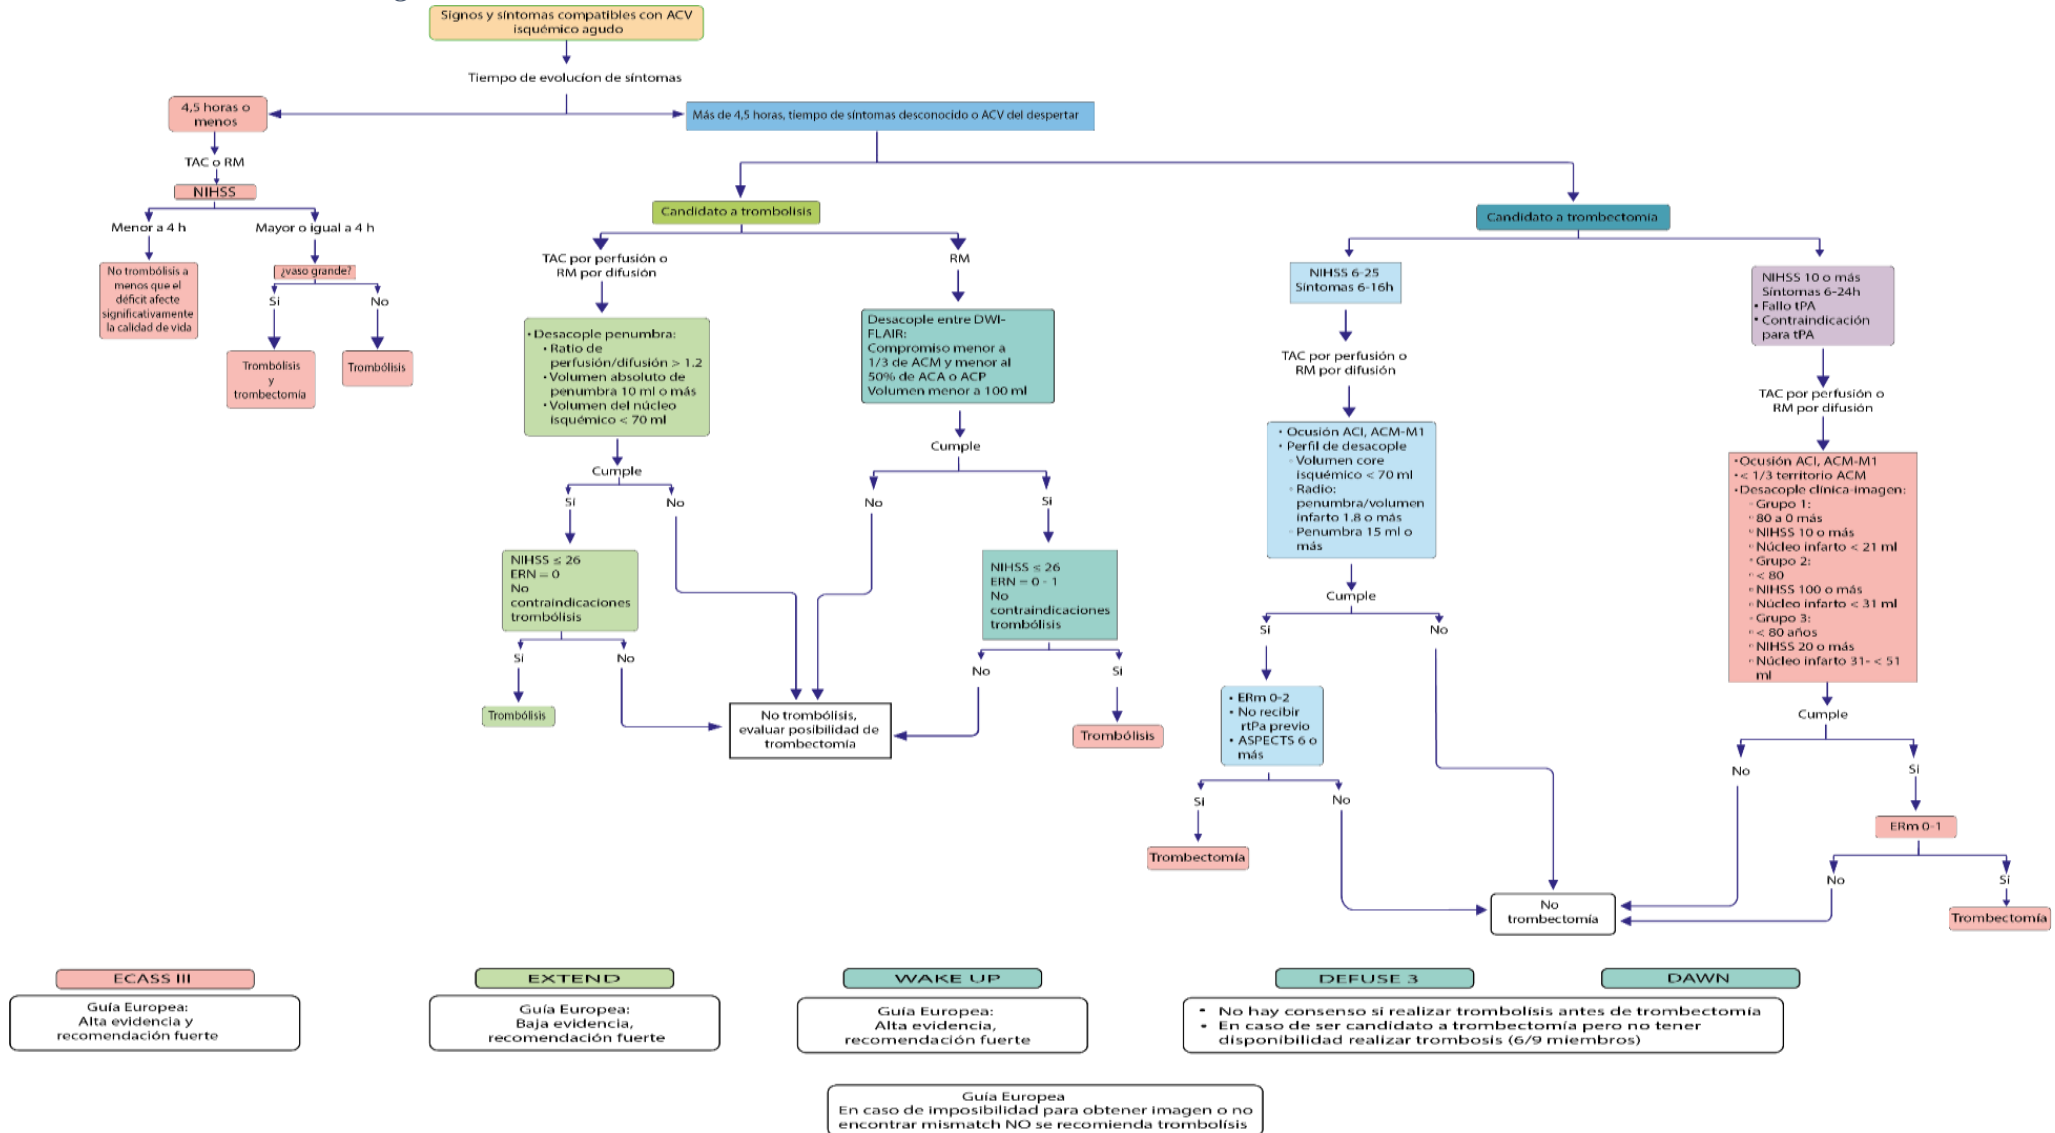 Signos y síntomas compatibles con ACV
isquémico agudo
Tiempo de evolucíon de síntomas
4,5 horas o
menos
Más de 4,5 horas, tiempo de síntomas desconocido o ACV del despertar
TAC o RM
NIHSS
Menor a 4 h
Mayor o igual a 4 h
No trombólisis a
menos que el
déficit afecte
significativamente
la calidad de vida
¿vaso grande?
Si
No
Trombólisis
y
trombectomía
Trombólisis
Candidato a trombolisis
TAC por perfusión o
RM por difusión
RM
• Desacople penumbra:
• Ratio de
perfusión/difusión > 1.2
• Volumen absoluto de
penumbra 10 ml o más
• Volumen del núcleo
isquémico < 70 ml
Desacople entre DWI-
FLAIR:
Compromiso menor a
1/3 de ACM y menor al
50% de ACA o ACP
Volumen menor a 100 ml
Cumple
Sí
No
Cumple
No
Si
NIHSS ≤ 26
ERN = 0
No
contraindicaciones
trombólisis
NIHSS ≤ 26
ERN = 0 - 1
No
contraindicaciones
trombólisis
Sí
No
No
Si
Trombólisis
No trombólisis,
evaluar posibilidad de
trombectomía
Trombólisis
Candidato a trombectomía
NIHSS 6-25
Síntomas 6-16h
NIHSS 10 o más
Síntomas 6-24h
• Fallo tPA
• Contraindicación
para tPA
TAC por perfusión o
RM por difusión
TAC por perfusión o
RM por difusión
• Ocusión ACI, ACM-M1
• Perfil de desacople
◦ Volumen core
isquémico < 70 ml
◦ Radio:
penumbra/volumen
infarto 1.8 o más
◦ Penumbra 15 ml o
más
•Ocusión ACI, ACM-M1
•< 1/3 territorio ACM
•Desacople clínica-imagen:
◦ Grupo 1:
▫ 80 a 0 más
▫ NIHSS 10 o más
▫ Núcleo infarto < 21 ml
◦ Grupo 2:
▫ < 80
▫ NIHSS 100 o más
▫ Núcleo infarto < 31 ml
◦ Grupo 3:
▫ < 80 años
▫ NIHSS 20 o más
▫ Núcleo infarto 31- < 51
ml
Cumple
Si
No
Cumple
No
Si
• ERm 0-2
• No recibir
rtPa previo
• ASPECTS 6 o
más
Si
No
ERm 0-1
Trombectomía
No
Sí
No
trombectomía
Trombectomía
ECASS III
Guía Europea:
Alta evidencia y
recomendación fuerte
EXTEND
Guía Europea:
Baja evidencia,
recomendación fuerte
WAKE UP
Guía Europea:
Alta evidencia,
recomendación fuerte
DEFUSE 3
DAWN
• No hay consenso si realizar trombolísis antes de trombectomía
• En caso de ser candidato a trombectomía pero no tener
disponibilidad realizar trombosis (6/9 miembros)
Guía Europea
En caso de imposibilidad para obtener imagen o no
encontrar mismatch NO se recomienda trombolísis